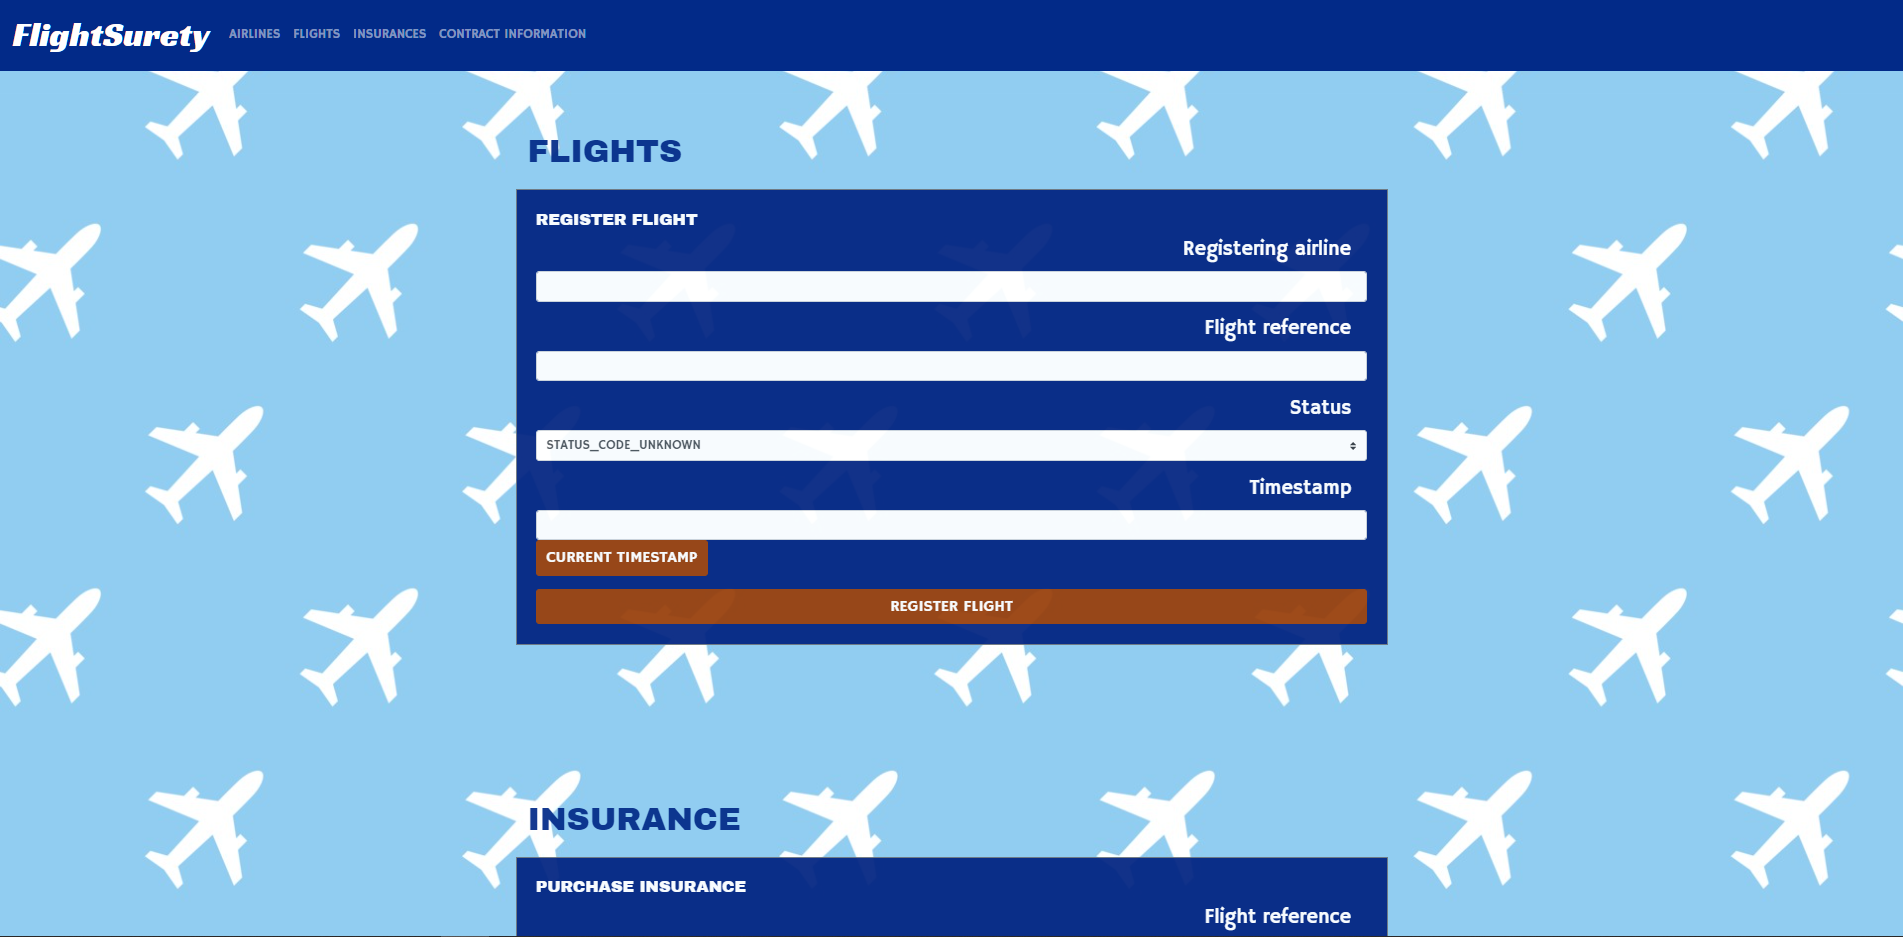 FlightSurety AIRLINES FLIGHTS INSURANCES CONTRACT INFORMATION
FLIGHTS
REGISTER FLIGHT
Registering airline
Flight reference
Status
STATUS_CODE_UNKNOWN
Timestamp
CURRENT TIMESTAMP
REGISTER FLIGHT
INSURANCE
PURCHASE INSURANCE
Flight reference